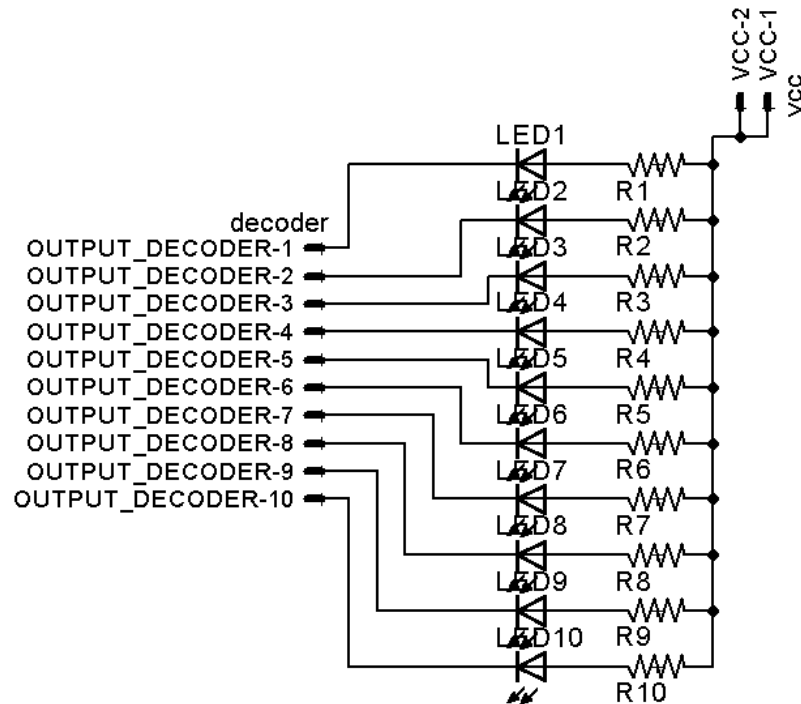 VCC-2
VCC-1
VCC
LED1
R1
LED2
R2
LED3
R3
LED4
R4
LED5
R5
LED6
R6
LED7
R7
LED8
R8
LED9
R9
LED10
R10
decoder
OUTPUT_DECODER-1
OUTPUT_DECODER-2
OUTPUT_DECODER-3
OUTPUT_DECODER-4
OUTPUT_DECODER-5
OUTPUT_DECODER-6
OUTPUT_DECODER-7
OUTPUT_DECODER-8
OUTPUT_DECODER-9
OUTPUT_DECODER-10